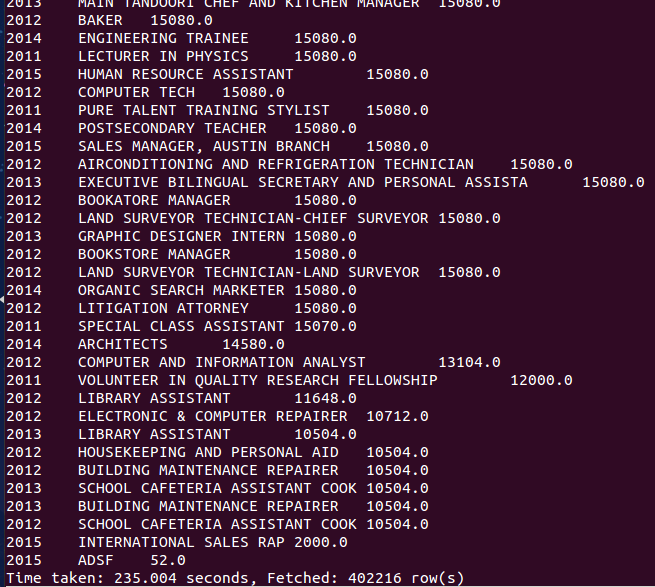 2013 MAIN TANDOORI CHEF AND KITCHEN MANAGER 15080.0
2012 BAKER 15080.0
2014 ENGINEERING TRAINEE 15080.0
2011 LECTURER IN PHYSICS 15080.0
2015 HUMAN RESOURCE ASSISTANT 15080.0
2012 COMPUTER TECH 15080.0
2011 PURE TALENT TRAINING STYLIST 15080.0
2014 POSTSECONDARY TEACHER 15080.0
2015 SALES MANAGER, AUSTIN BRANCH 15080.0
2012 AIRCONDITIONING AND REFRIGERATION TECHNICIAN 15080.0
2013 EXECUTIVE BILINGUAL SECRETARY AND PERSONAL ASSISTA 15080.0
2012 BOOKATORE MANAGER 15080.0
2012 LAND SURVEYOR TECHNICIAN-CHIEF SURVEYOR 15080.0
2013 GRAPHIC DESIGNER INTERN 15080.0
2012 BOOKSTORE MANAGER 15080.0
2012 LAND SURVEYOR TECHNICIAN-LAND SURVEYOR 15080.0
2014 ORGANIC SEARCH MARKETER 15080.0
2012 LITIGATION ATTORNEY 15080.0
2011 SPECIAL CLASS ASSISTANT 15070.0
2014 ARCHITECTS 14580.0
2012 COMPUTER AND INFORMATION ANALYST 13104.0
2011 VOLUNTEER IN QUALITY RESEARCH FELLOWSHIP 12000.0
2012 LIBRARY ASSISTANT 11648.0
2012 ELECTRONIC & COMPUTER REPAIRER 10712.0
2013 LIBRARY ASSISTANT 10504.0
2012 HOUSEKEEPING AND PERSONAL AID 10504.0
2012 BUILDING MAINTENANCE REPAIRER 10504.0
2013 SCHOOL CAFETERIA ASSISTANT COOK 10504.0
2013 BUILDING MAINTENANCE REPAIRER 10504.0
2012 SCHOOL CAFETERIA ASSISTANT COOK 10504.0
2015 INTERNATIONAL SALES RAP 2000.0
2015 ADSF 52.0
Time taken: 235.004 seconds, Fetched: 402216 row(s)